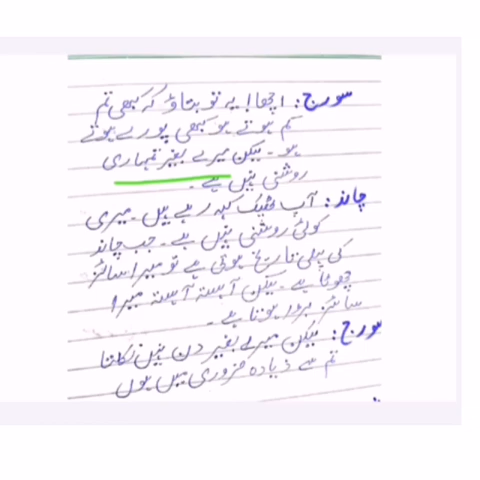 سورج: اچھا! یہ تو بتاؤ کہ کبھی تم
کم ہوتے ہو کبھی پورے ہوتے
ہو۔ لیکن میرے بغیر تمہاری
روشنی نہیں ہے۔
چاند: آپ ٹھیک کہہ رہے ہیں۔ میری
کوئی روشنی نہیں ہے۔ جب چاند
کی پہلی تاریخ ہوتی ہے تو میرا سائز
چھوٹا ہے۔ لیکن آہستہ آہستہ میرا
سائز بڑا ہوتا ہے۔
سورج: لیکن میرے بغیر دن نہیں نکلتا
تم سے زیادہ ضروری میں ہوں